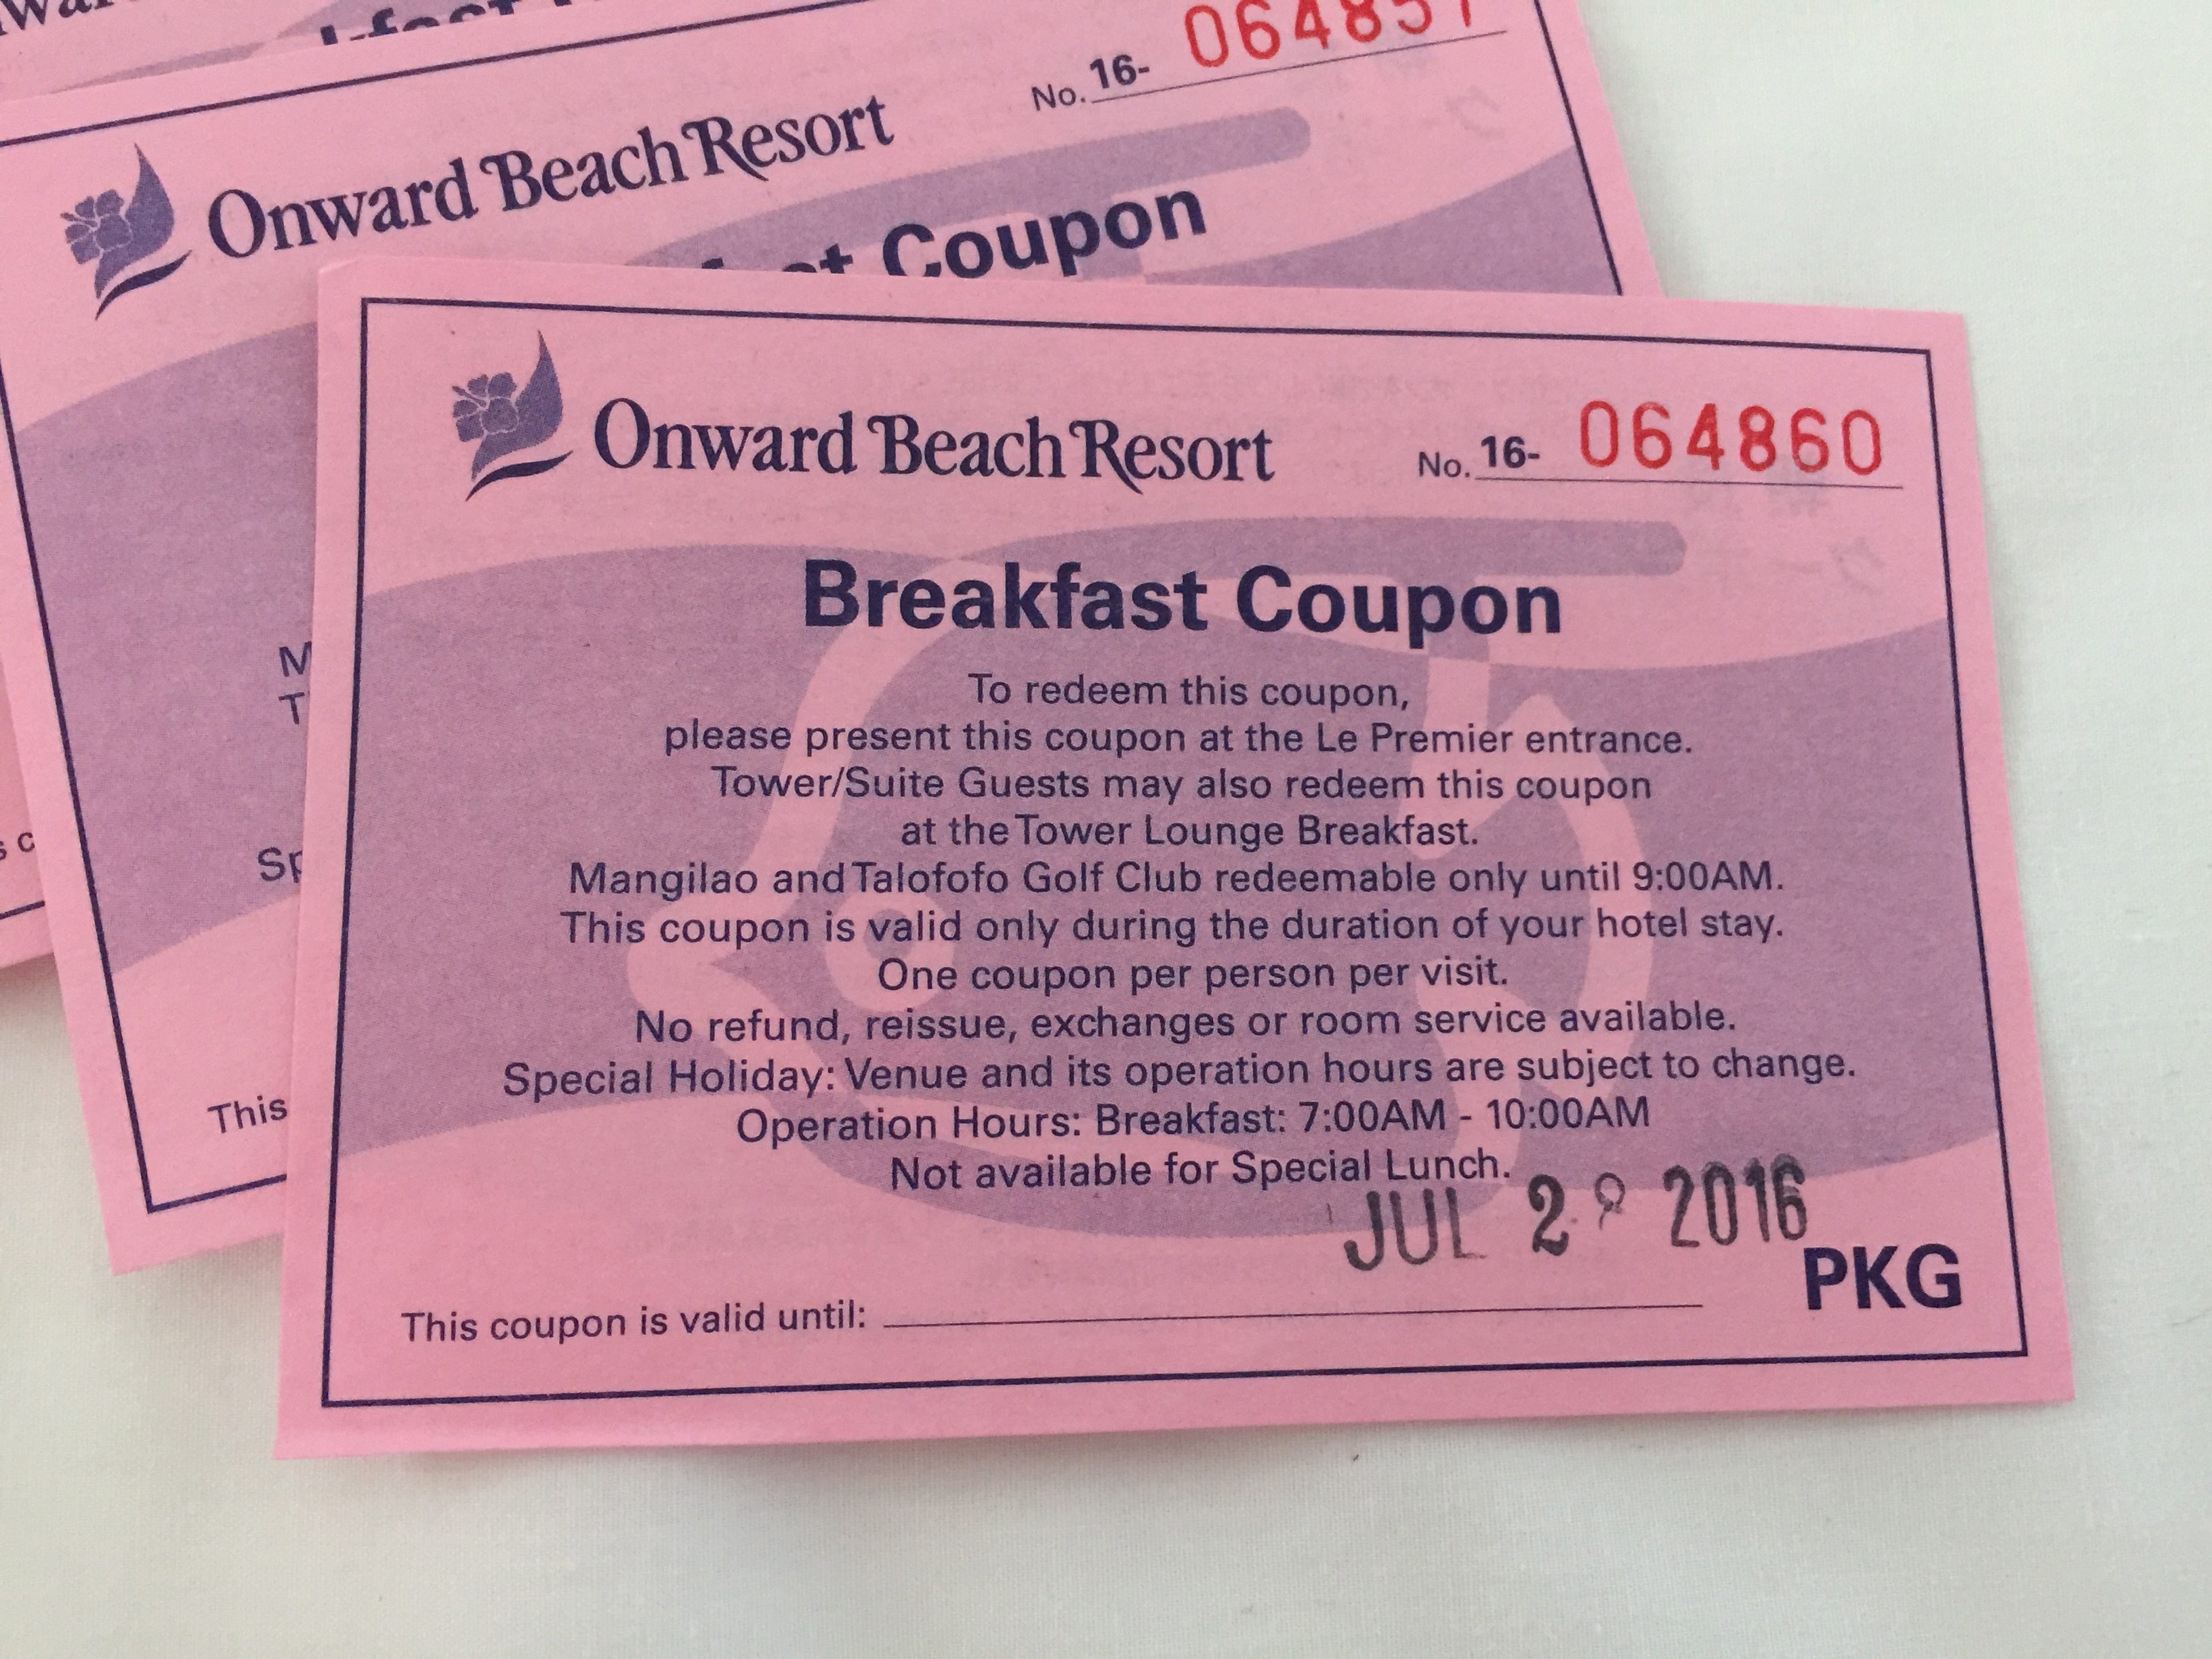 Onward Beach Resort
No. 16-
Coupon
Onward Beach Resort
No. 16- 064860
Breakfast Coupon
To redeem this coupon,
please present this coupon at the Le Premier entrance.
Tower/Suite Guests may also redeem this coupon
at the Tower Lounge Breakfast.
Mangilao and Talofofo Golf Club redeemable only until 9:00AM.
This coupon is valid only during the duration of your hotel stay.
One coupon per person per visit.
No refund, reissue, exchanges or room service available.
Special Holiday: Venue and its operation hours are subject to change.
Operation Hours: Breakfast: 7:00AM - 10:00AM
Not available for Special Lunch.
JUL 2016
PKG
This coupon is valid until:
This